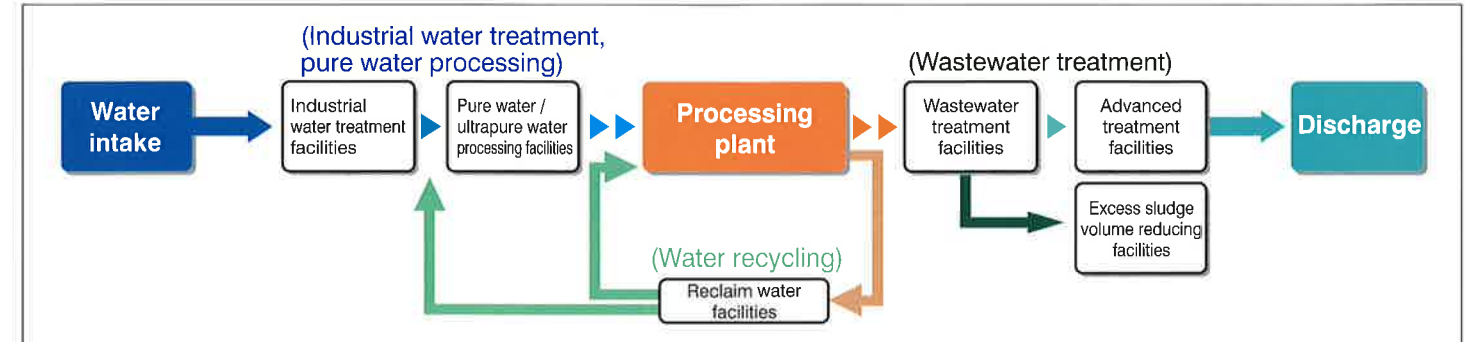 (Industrial water treatment,
pure water processing)
Water
intake
Industrial
water treatment
facilities
Pure water /
ultrapure water
processing facilities
Processing
plant
(Wastewater treatment)
Wastewater
treatment
facilities
Advanced
treatment
facilities
Discharge
Excess sludge
volume reducing
facilities
(Water recycling)
Reclaim water
facilities